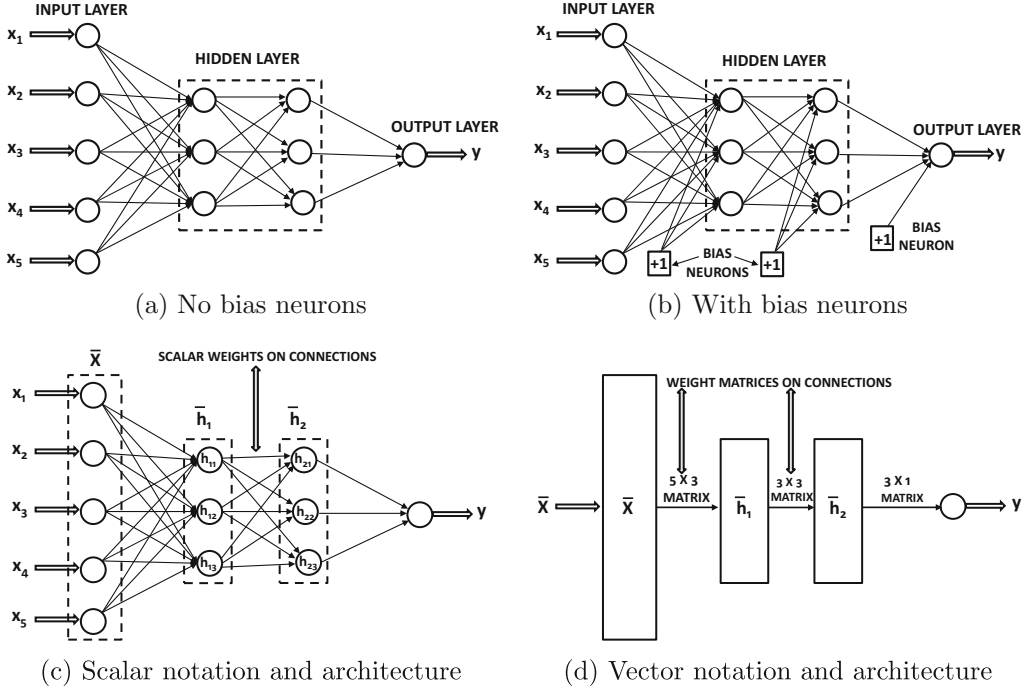 INPUT LAYER
x1
x2
x3
x4
x5
HIDDEN LAYER
OUTPUT LAYER
y
(a) No bias neurons
INPUT LAYER
x1
x2
x3
x4
x5
HIDDEN LAYER
OUTPUT LAYER
y
+1
BIAS
NEURONS
+1
+1
BIAS
NEURON
(b) With bias neurons
X̄
SCALAR WEIGHTS ON CONNECTIONS
x1
x2
x3
x4
x5
h̄1
h̄2
h11
h12
h13
h21
h22
h23
y
(c) Scalar notation and architecture
WEIGHT MATRICES ON CONNECTIONS
X̄
X̄
5 X 3
MATRIX
h̄1
3 X 3
MATRIX
h̄2
3 X 1
MATRIX
y
(d) Vector notation and architecture